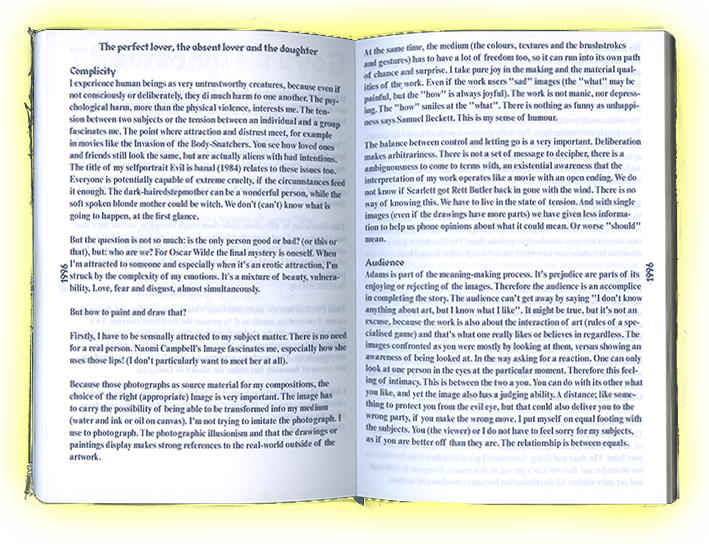 The perfect lover, the absent lover and the daughter
Complicity
I experience human beings as very untrustworthy creatures, because even if
not consciously or deliberately, they di much harm to one another. The psy-
chological harm, more than the physical violence, interests me. The ten-
sion between two subjects or the tension between an individual and a group
fascinates me. The point where attraction and distrust meet, for example
in movies like the Invasion of the Body-Snatchers. You see how loved ones
and friends still look the same, but are actually aliens with bad intentions.
The title of my selfportrait Evil is banal (1984) relates to these issues too.
Everyone is potentially capable of extreme cruelty, if the circumstances feed
it enough. The dark-hairedstepmother can be a wonderful person, while the
soft spoken blonde mother could be witch. We don't (can't) know what is
going to happen, at the first glance.
But the question is not so much: is the only person good or bad? (or this or
that), but: who are we? For Oscar Wilde the final mystery is oneself. When
I'm attracted to someone and especially when it's an erotic attraction, I'm
struck by the complexity of my emotions. It's a mixture of beauty, vulnera-
bility, Love, fear and disgust, almost simultaneously.
But how to paint and draw that?
Firstly, I have to be sensually attracted to my subject matter. There is no need
for a real person. Naomi Campbell's Image fascinates me, especially how she
uses those lips! (I don't particularly want to meet her at all).
Because those photographs as source material for my compositions, the
choice of the right (appropriate) Image is very important. The image has
to carry the possibility of being able to be transformed into my medium
(water and ink or oil on canvas). I'm not trying to imitate the photograph. I
use to photograph. The photographic illusionism and that the drawings or
paintings display makes strong references to the real-world outside of the
artwork.
1996
At the same time, the medium (the colours, textures and the brushstrokes
and gestures) has to have a lot of freedom too, so it can run into its own path
of chance and surprise. I take pure joy in the making and the material qual-
ities of the work. Even if the work users "sad" images (the "what" may be
painful, but the "how" is always joyful). The work is not manic, nor depress-
ing. The "how" smiles at the "what". There is nothing as funny as unhappi-
ness says Samuel Beckett. This is my sense of humour.
The balance between control and letting go is a very important. Deliberation
makes arbitrariness. There is not a set of message to decipher, there is a
ambiguousness to come to terms with, an existential awareness that the
interpretation of my work operates like a movie with an open ending. We do
not know if Scarlett got Rett Butler back in gone with the wind. There is no
way of knowing this. We have to live in the state of tension. And with single
images (even if the drawings have more parts) we have given less informa-
tion to help us phone opinions about what it could mean. Or worse "should"
mean.
Audience
Adams is part of the meaning-making process. It's prejudice are parts of its
enjoying or rejecting of the images. Therefore the audience is an accomplice
in completing the story. The audience can't get away by saying "I don't know
anything about art, but I know what I like". It might be true, but it's not an
excuse, because the work is also about the interaction of art (rules of a spe-
cialised game) and that's what one really likes or believes in regardless. The
images confronted as you were mostly by looking at them, versus showing an
awareness of being looked at. In the way asking for a reaction. One can only
look at one person in the eyes at the particular moment. Therefore this feel-
ing of intimacy. This is between the two a you. You can do with its other what
you like, and yet the image also has a judging ability. A distance; like some-
thing to protect you from the evil eye, but that could also deliver you to the
wrong party, if you make the wrong move. I put myself on equal footing with
the subjects. You (the viewer) or I do not have to feel sorry for my subjects,
as if you are better off than they are. The relationship is between equals.
1996